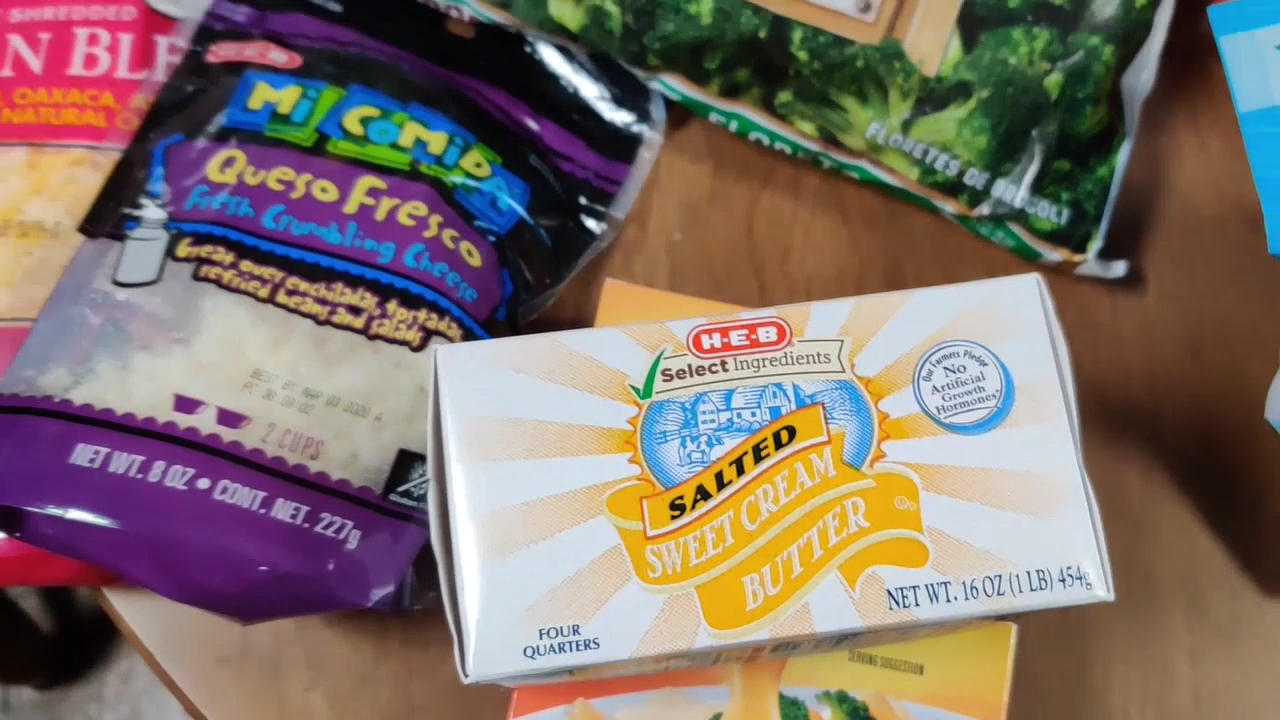 SHREDDED
N BLE
OAXACA, A
NATURAL C
H-E-B
Mi CoMiDA
Queso Fresco
Fresh Crumbling Cheese
Great over enchiladas, tostadas,
refried beans and salads
2 CUPS
NET WT. 8 OZ • CONT. NET. 227g
FLORETS
FLORETES DE BROCOLI
H-E-B
Select Ingredients
Our Farmers Pledge
No
Artificial
Growth
Hormones*
SALTED
SWEET CREAM
BUTTER
NET WT. 16 OZ (1 LB) 454g
FOUR
QUARTERS
SERVING SUGGESTION